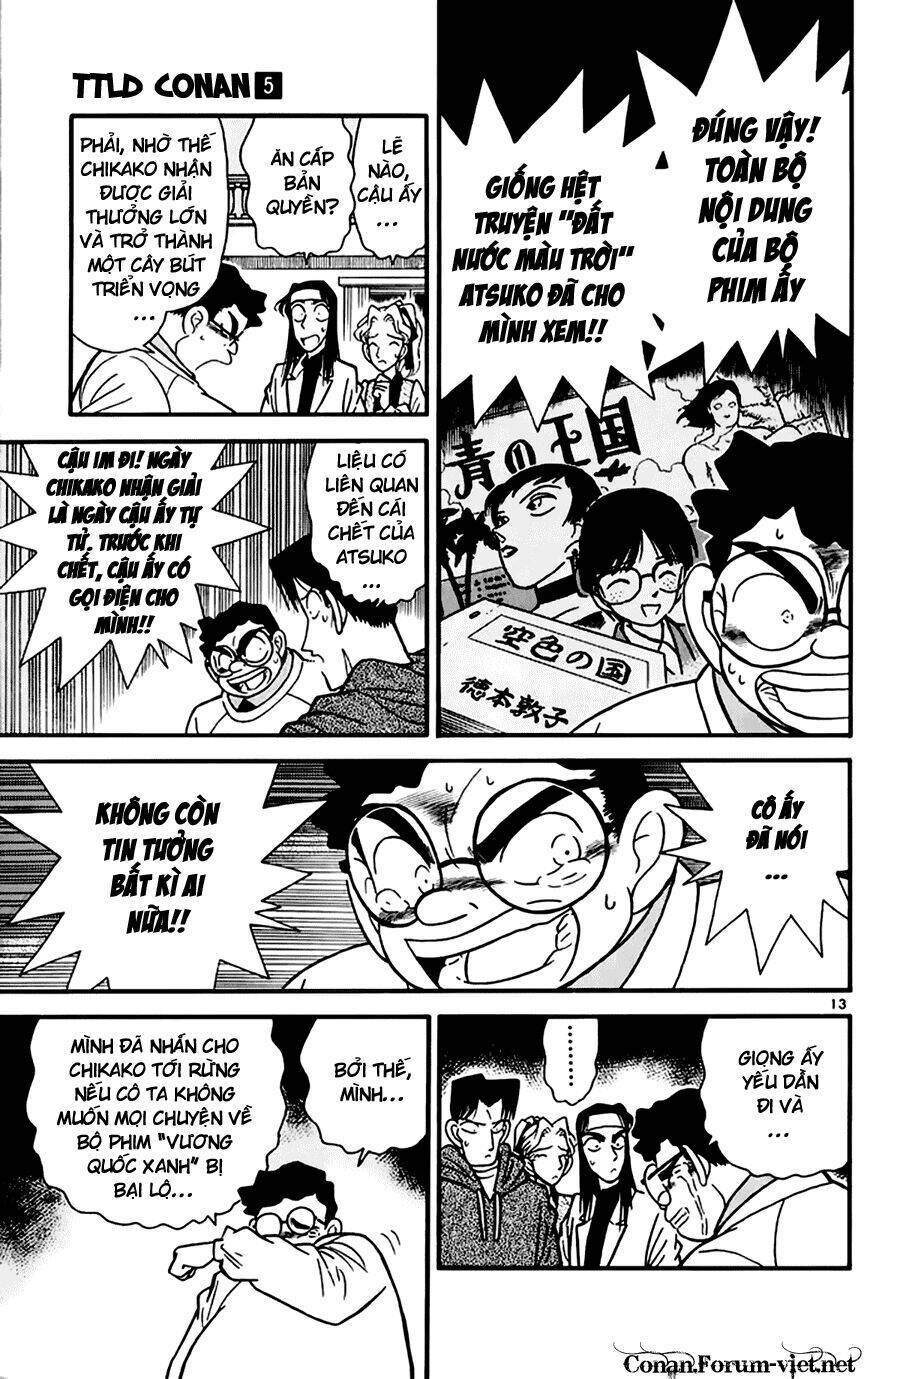 TTLD CONAN 5
ĐÚNG VẬY!
TOÀN BỘ
NỘI DUNG
CỦA BỘ
PHIM ẤY
GIỐNG HỆT
TRUYỆN "ĐẤT
NƯỚC MÀU TRỜI"
ATSUKO ĐÃ CHO
MÌNH XEM!!
青の王国
空色の国
徳本敦子
LẼ
NÀO,
CẬU ẤY
...
ĂN CẤP
BẢN
QUYỀN?
PHẢI, NHỜ THẾ
CHIKAKO NHẬN
ĐƯỢC GIẢI
THƯỞNG LỚN
VÀ TRỞ THÀNH
MỘT CÂY BÚT
TRIỂN VỌNG
...
LIỆU CÓ
LIÊN QUAN
ĐẾN CÁI
CHẾT CỦA
ATSUKO
...
CẬU IM ĐI! NGÀY
CHIKAKO NHẬN GIẢI
LÀ NGÀY CẬU ẤY TỰ
TỬ. TRƯỚC KHI
CHẾT, CẬU ẤY CÓ
GỌI ĐIỆN CHO
MÌNH!!
CÔ ẤY
ĐÃ NÓI
...
KHÔNG CÒN
TIN TƯỞNG
BẤT KÌ AI
NỮA!!
13
GIỌNG ẤY
YẾU DẦN
ĐI VÀ
...
.........
BỞI THẾ,
MÌNH...
MÌNH ĐÃ NHẮN CHO
CHIKAKO TỚI RỪNG
NẾU CÔ TA KHÔNG
MUỐN MỌI CHUYỆN VỀ
BỘ PHIM "VƯƠNG
QUỐC XANH" BỊ
BẠI LỘ...
Conan.Forum-viet.net